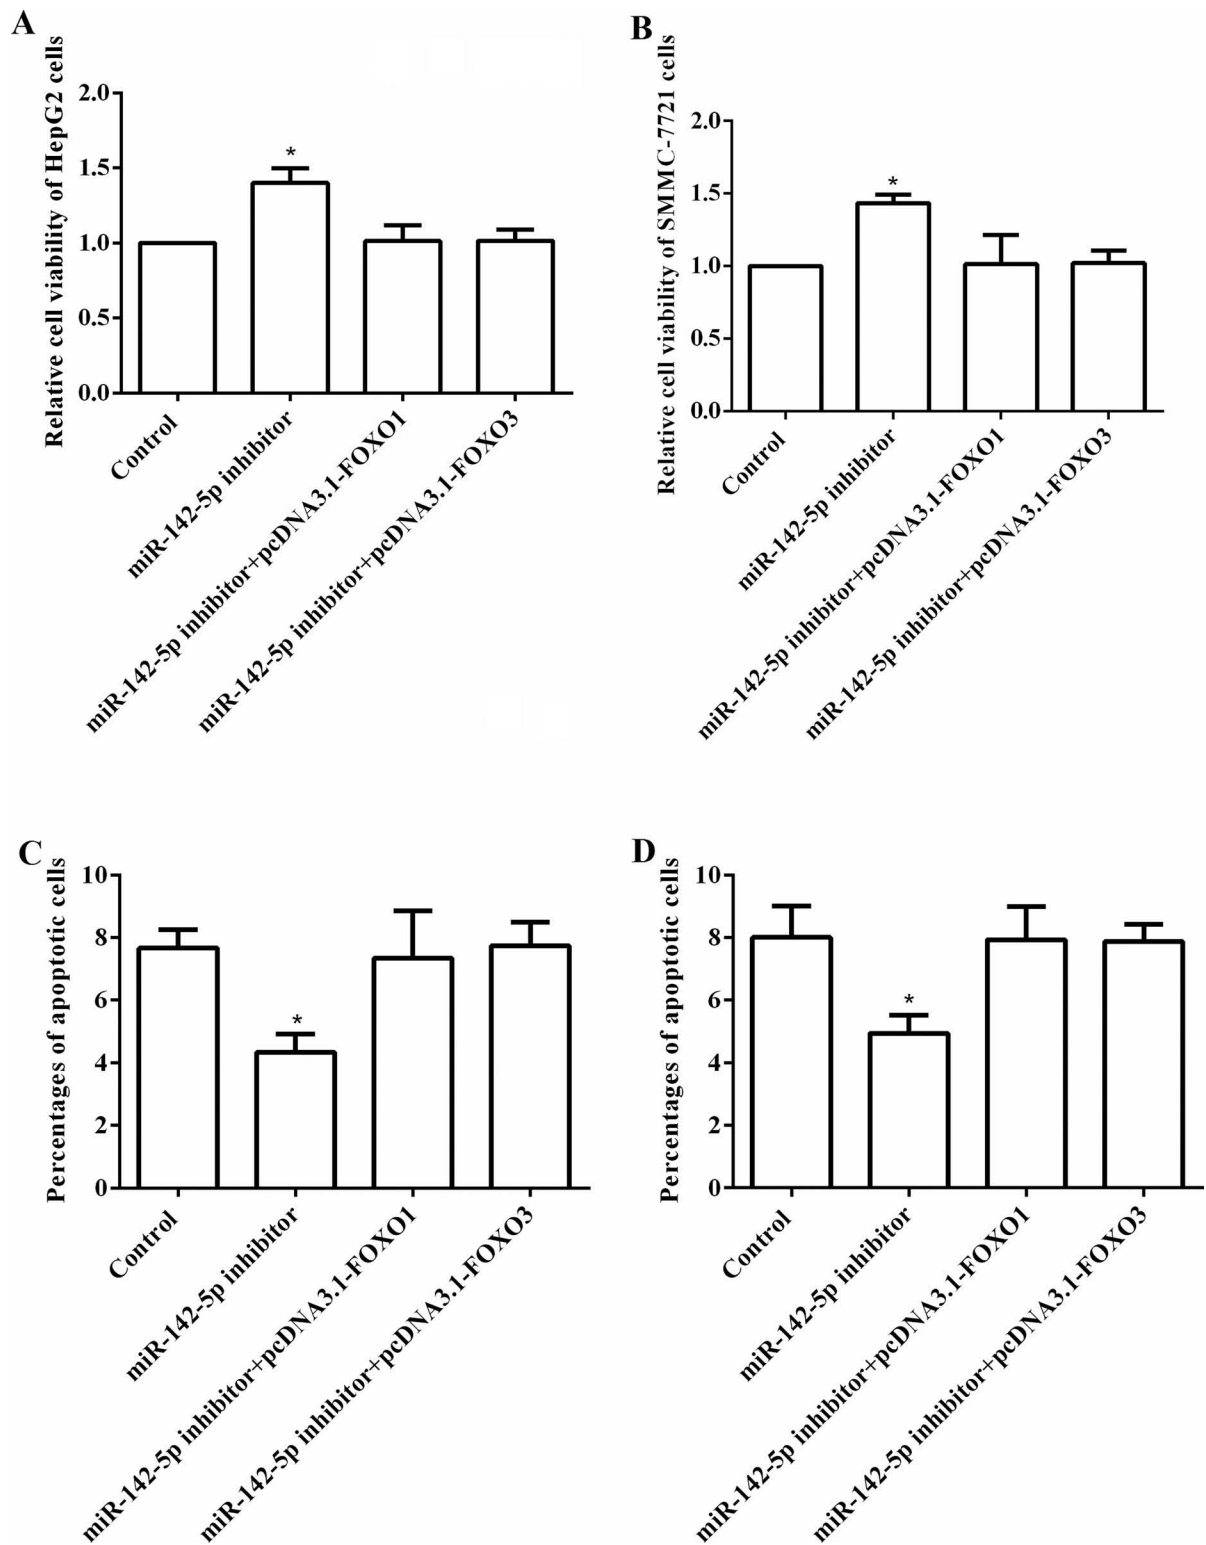 A
Relative cell viability of HepG2 cells
2.0
1.5
1.0
0.5
0.0
*
Control
miR-142-5p inhibitor
miR-142-5p inhibitor+pcDNA3.1-FOXO1
miR-142-5p inhibitor+pcDNA3.1-FOXO3
B
Relative cell viability of SMMC-7721 cells
2.0
1.5
1.0
0.5
0.0
*
Control
miR-142-5p inhibitor
miR-142-5p inhibitor+pcDNA3.1-FOXO1
miR-142-5p inhibitor+pcDNA3.1-FOXO3
C
Percentages of apoptotic cells
10
8
6
4
2
0
*
Control
miR-142-5p inhibitor
miR-142-5p inhibitor+pcDNA3.1-FOXO1
miR-142-5p inhibitor+pcDNA3.1-FOXO3
D
Percentages of apoptotic cells
10
8
6
4
2
0
*
Control
miR-142-5p inhibitor
miR-142-5p inhibitor+pcDNA3.1-FOXO1
miR-142-5p inhibitor+pcDNA3.1-FOXO3